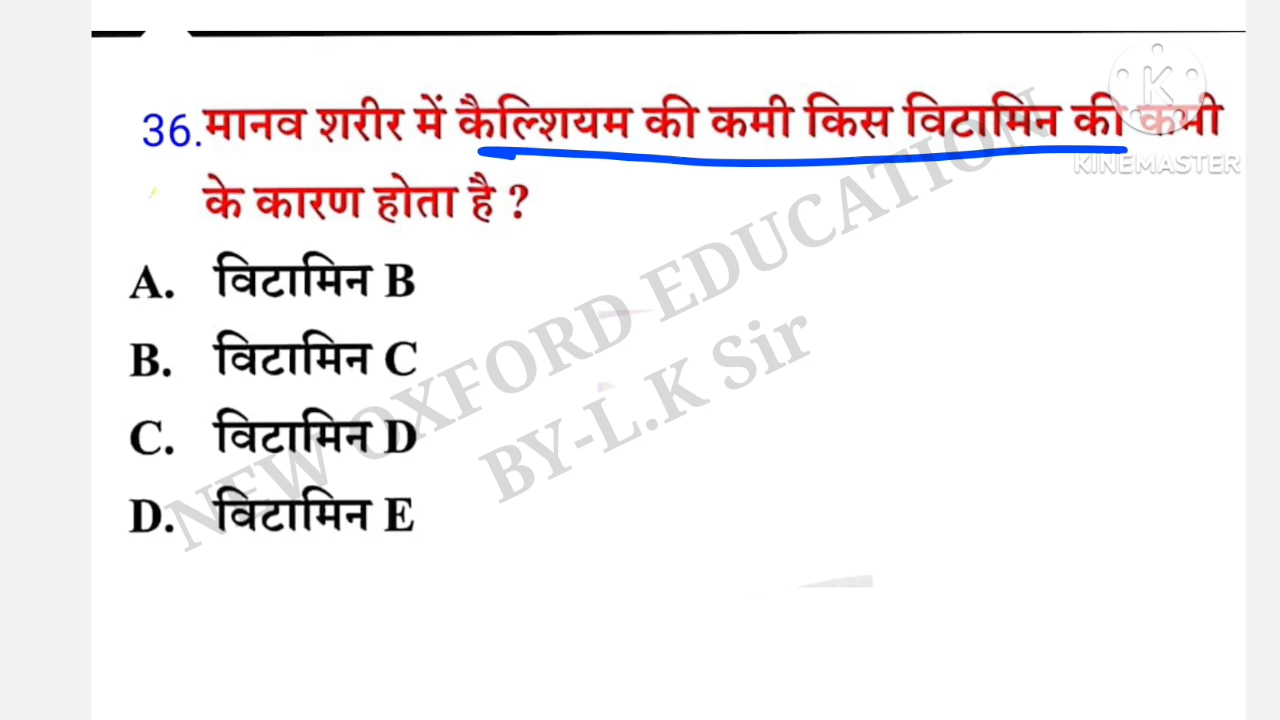 36. मानव शरीर में कैल्शियम की कमी किस विटामिन की कमी
के कारण होता है ?
A. विटामिन B
B. विटामिन C
C. विटामिन D
D. विटामिन E
NEW OXFORD EDUCATION
BY-L.K Sir
K
KINEMASTER